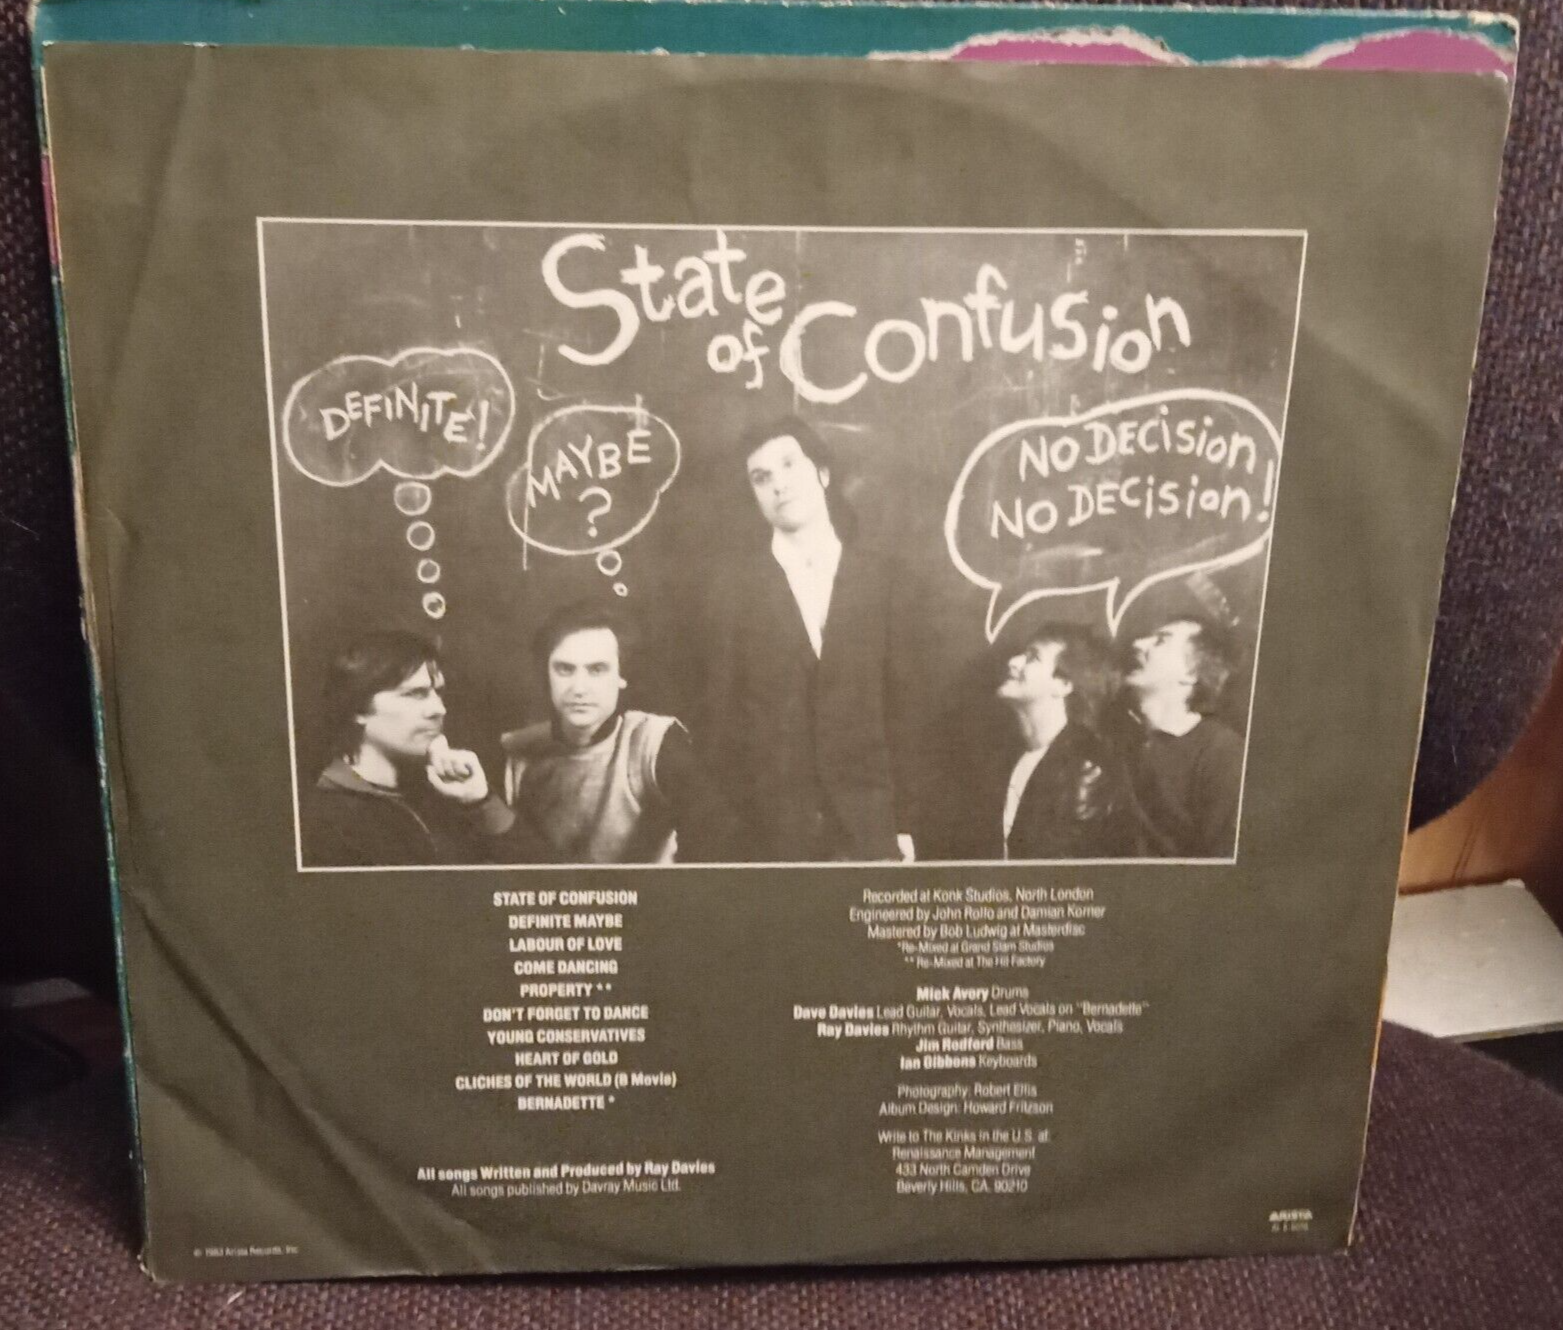 State
of Confusion
DEFINITE!
MAYBE
?
NO DECISION,
NO DECISION!
STATE OF CONFUSION
DEFINITE MAYBE
LABOUR OF LOVE
COME DANCING
PROPERTY **
DON'T FORGET TO DANCE
YOUNG CONSERVATIVES
HEART OF GOLD
CLICHES OF THE WORLD (B Movie)
BERNADETTE *
All songs Written and Produced by Ray Davies
All songs published by Davray Music Ltd.
Recorded at Konk Studios, North London
Engineered by John Rollo and Damian Korner
Mastered by Bob Ludwig at Masterdisc
*Re-Mixed at Grand Slam Studios
**Re-Mixed at The Hit Factory
Mick Avory Drums
Dave Davies Lead Guitar, Vocals, Lead Vocals on "Bernadette"
Ray Davies Rhythm Guitar, Synthesizer, Piano, Vocals
Jim Rodford Bass
Ian Gibbons Keyboards
Photography: Robert Ellis
Album Design: Howard Fritzson
Write to The Kinks in the U.S. at:
Renaissance Management
433 North Camden Drive
Beverly Hills, CA. 90210
© 1983 Arista Records, Inc.
ARISTA